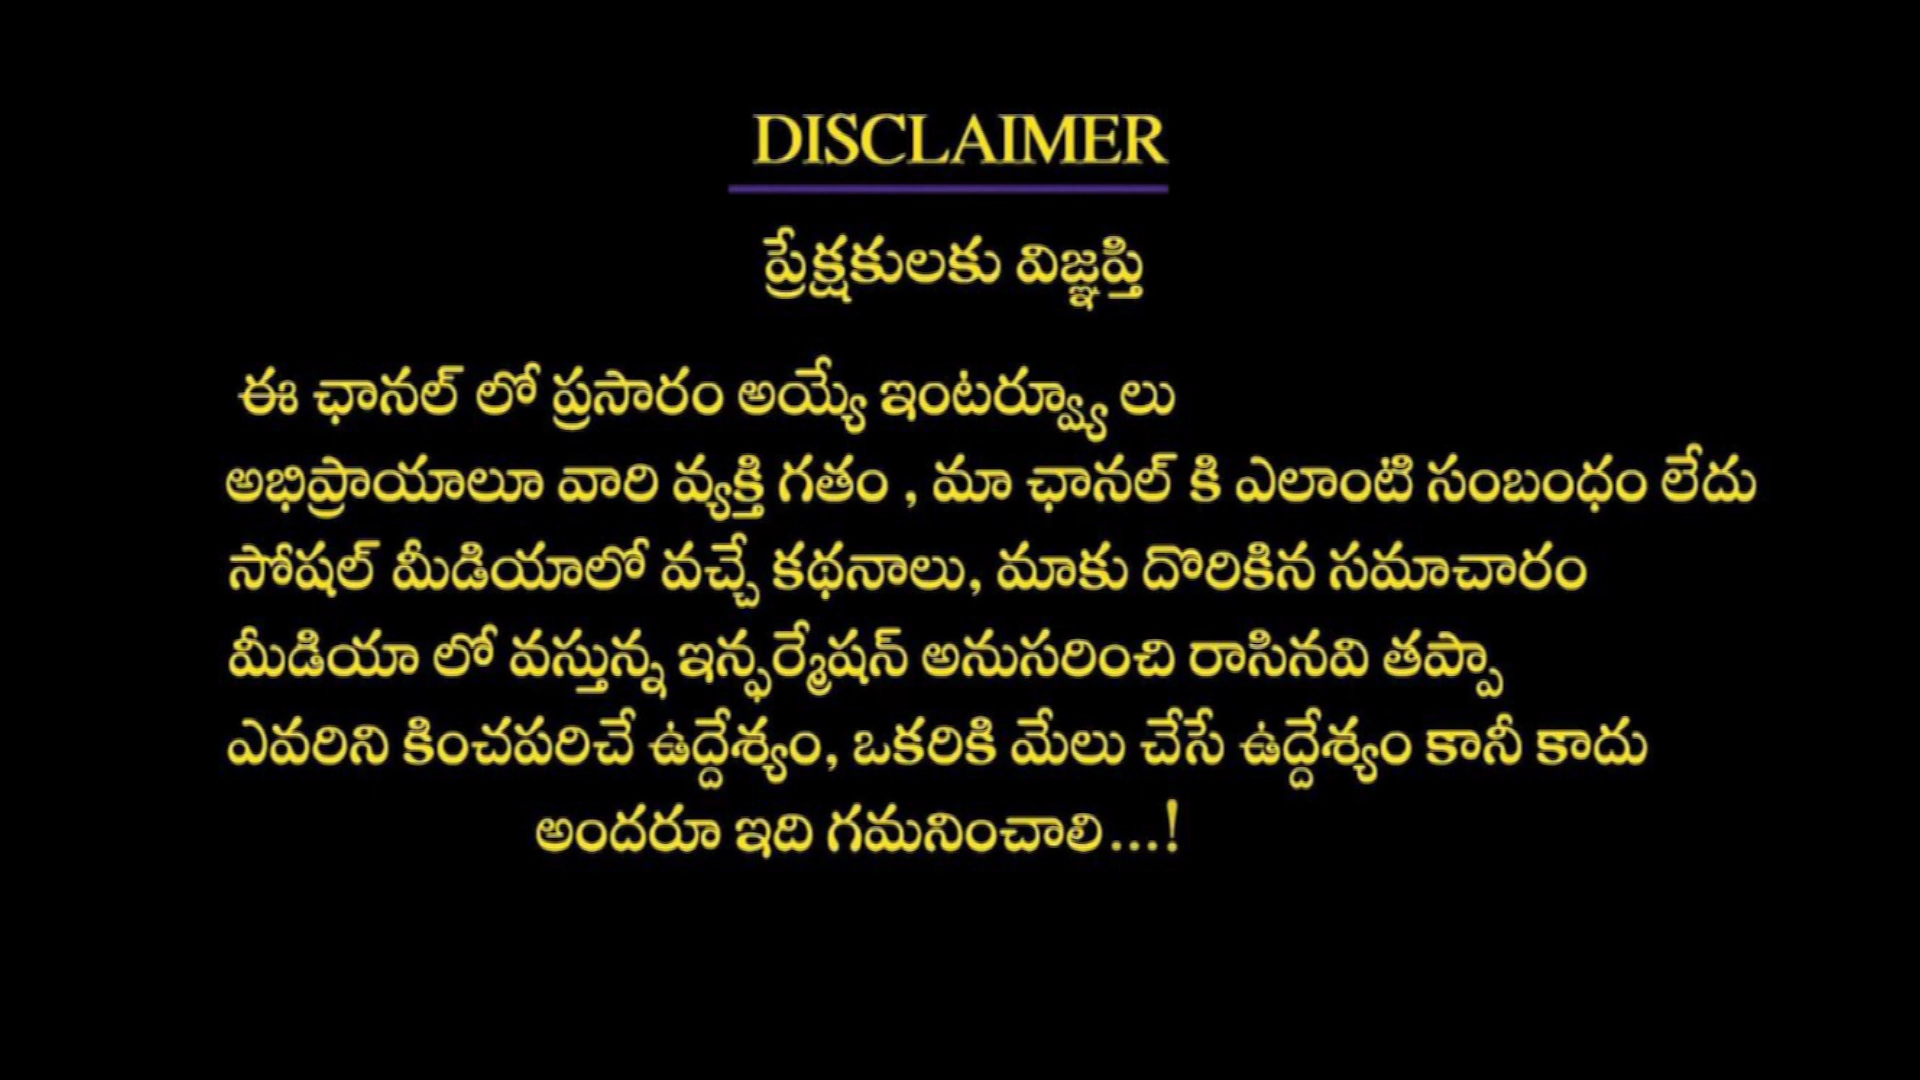 DISCLAIMER
ప్రేక్షకులకు విజ్ఞప్తి
ఈ ఛానల్ లో ప్రసారం అయ్యే ఇంటర్వ్యూ లు
అభిప్రాయాలూ వారి వ్యక్తి గతం , మా ఛానల్ కి ఎలాంటి సంబంధం లేదు
సోషల్ మీడియాలో వచ్చే కథనాలు, మాకు దొరికిన సమాచారం
మీడియా లో వస్తున్న ఇన్ఫర్మేషన్ అనుసరించి రాసినవి తప్పా
ఎవరిని కించపరిచే ఉద్దేశ్యం, ఒకరికి మేలు చేసే ఉద్దేశ్యం కానీ కాదు
అందరూ ఇది గమనించాలి...!